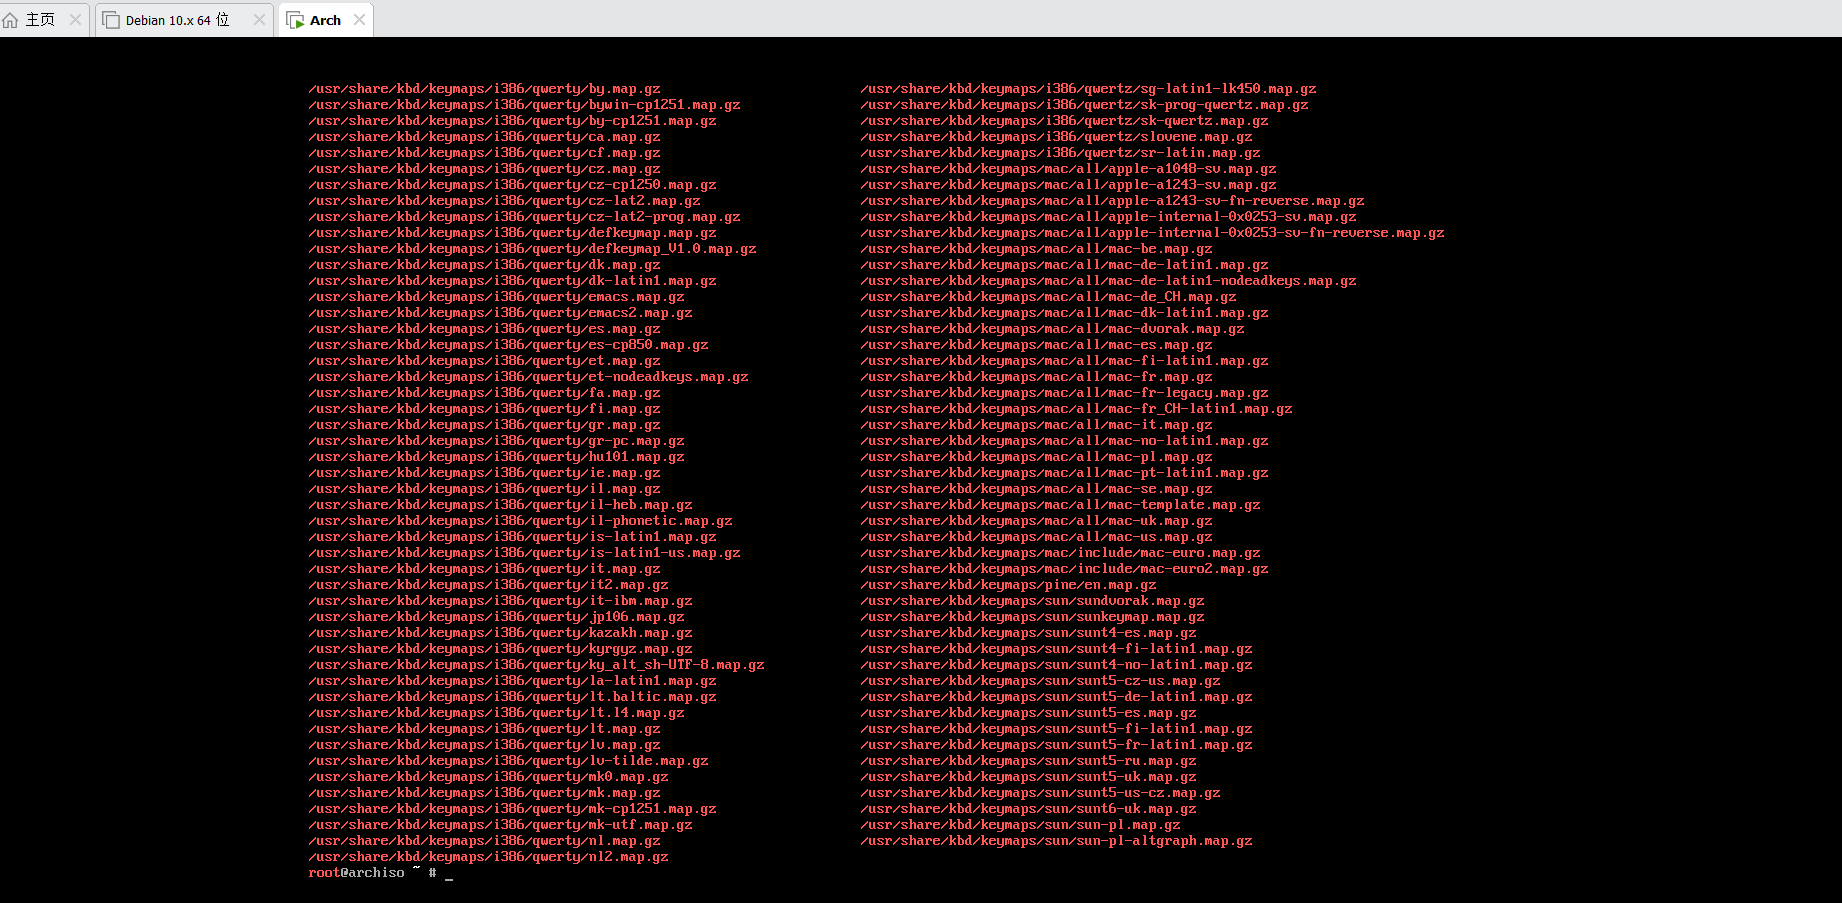 主页
Debian 10.x 64 位
Arch
/usr/share/kbd/keymaps/i386/qwerty/by.map.gz
/usr/share/kbd/keymaps/i386/qwerty/bywin-cp1251.map.gz
/usr/share/kbd/keymaps/i386/qwerty/by-cp1251.map.gz
/usr/share/kbd/keymaps/i386/qwerty/ca.map.gz
/usr/share/kbd/keymaps/i386/qwerty/cf.map.gz
/usr/share/kbd/keymaps/i386/qwerty/cz.map.gz
/usr/share/kbd/keymaps/i386/qwerty/cz-cp1250.map.gz
/usr/share/kbd/keymaps/i386/qwerty/cz-lat2.map.gz
/usr/share/kbd/keymaps/i386/qwerty/cz-lat2-prog.map.gz
/usr/share/kbd/keymaps/i386/qwerty/defkeymap.map.gz
/usr/share/kbd/keymaps/i386/qwerty/defkeymap_V1.0.map.gz
/usr/share/kbd/keymaps/i386/qwerty/dk.map.gz
/usr/share/kbd/keymaps/i386/qwerty/dk-latin1.map.gz
/usr/share/kbd/keymaps/i386/qwerty/emacs.map.gz
/usr/share/kbd/keymaps/i386/qwerty/emacs2.map.gz
/usr/share/kbd/keymaps/i386/qwerty/es.map.gz
/usr/share/kbd/keymaps/i386/qwerty/es-cp850.map.gz
/usr/share/kbd/keymaps/i386/qwerty/et.map.gz
/usr/share/kbd/keymaps/i386/qwerty/et-nodeadkeys.map.gz
/usr/share/kbd/keymaps/i386/qwerty/fa.map.gz
/usr/share/kbd/keymaps/i386/qwerty/fi.map.gz
/usr/share/kbd/keymaps/i386/qwerty/gr.map.gz
/usr/share/kbd/keymaps/i386/qwerty/gr-pc.map.gz
/usr/share/kbd/keymaps/i386/qwerty/hu101.map.gz
/usr/share/kbd/keymaps/i386/qwerty/ie.map.gz
/usr/share/kbd/keymaps/i386/qwerty/il.map.gz
/usr/share/kbd/keymaps/i386/qwerty/il-heb.map.gz
/usr/share/kbd/keymaps/i386/qwerty/il-phonetic.map.gz
/usr/share/kbd/keymaps/i386/qwerty/is-latin1.map.gz
/usr/share/kbd/keymaps/i386/qwerty/is-latin1-us.map.gz
/usr/share/kbd/keymaps/i386/qwerty/it.map.gz
/usr/share/kbd/keymaps/i386/qwerty/it2.map.gz
/usr/share/kbd/keymaps/i386/qwerty/it-ibm.map.gz
/usr/share/kbd/keymaps/i386/qwerty/jp106.map.gz
/usr/share/kbd/keymaps/i386/qwerty/kazakh.map.gz
/usr/share/kbd/keymaps/i386/qwerty/kyrgyz.map.gz
/usr/share/kbd/keymaps/i386/qwerty/ky_alt_sh-UTF-8.map.gz
/usr/share/kbd/keymaps/i386/qwerty/la-latin1.map.gz
/usr/share/kbd/keymaps/i386/qwerty/lt.baltic.map.gz
/usr/share/kbd/keymaps/i386/qwerty/lt.l4.map.gz
/usr/share/kbd/keymaps/i386/qwerty/lt.map.gz
/usr/share/kbd/keymaps/i386/qwerty/lv.map.gz
/usr/share/kbd/keymaps/i386/qwerty/lv-tilde.map.gz
/usr/share/kbd/keymaps/i386/qwerty/mk0.map.gz
/usr/share/kbd/keymaps/i386/qwerty/mk.map.gz
/usr/share/kbd/keymaps/i386/qwerty/mk-cp1251.map.gz
/usr/share/kbd/keymaps/i386/qwerty/mk-utf.map.gz
/usr/share/kbd/keymaps/i386/qwerty/nl.map.gz
/usr/share/kbd/keymaps/i386/qwerty/nl2.map.gz
/usr/share/kbd/keymaps/i386/qwertz/sg-latin1-lk450.map.gz
/usr/share/kbd/keymaps/i386/qwertz/sk-prog-qwertz.map.gz
/usr/share/kbd/keymaps/i386/qwertz/sk-qwertz.map.gz
/usr/share/kbd/keymaps/i386/qwertz/slovene.map.gz
/usr/share/kbd/keymaps/i386/qwertz/sr-latin.map.gz
/usr/share/kbd/keymaps/mac/all/apple-a1048-sv.map.gz
/usr/share/kbd/keymaps/mac/all/apple-a1243-sv.map.gz
/usr/share/kbd/keymaps/mac/all/apple-a1243-sv-fn-reverse.map.gz
/usr/share/kbd/keymaps/mac/all/apple-internal-0x0253-sv.map.gz
/usr/share/kbd/keymaps/mac/all/apple-internal-0x0253-sv-fn-reverse.map.gz
/usr/share/kbd/keymaps/mac/all/mac-be.map.gz
/usr/share/kbd/keymaps/mac/all/mac-de-latin1.map.gz
/usr/share/kbd/keymaps/mac/all/mac-de-latin1-nodeadkeys.map.gz
/usr/share/kbd/keymaps/mac/all/mac-de_CH.map.gz
/usr/share/kbd/keymaps/mac/all/mac-dk-latin1.map.gz
/usr/share/kbd/keymaps/mac/all/mac-dvorak.map.gz
/usr/share/kbd/keymaps/mac/all/mac-es.map.gz
/usr/share/kbd/keymaps/mac/all/mac-fi-latin1.map.gz
/usr/share/kbd/keymaps/mac/all/mac-fr.map.gz
/usr/share/kbd/keymaps/mac/all/mac-fr-legacy.map.gz
/usr/share/kbd/keymaps/mac/all/mac-fr_CH-latin1.map.gz
/usr/share/kbd/keymaps/mac/all/mac-it.map.gz
/usr/share/kbd/keymaps/mac/all/mac-no-latin1.map.gz
/usr/share/kbd/keymaps/mac/all/mac-pl.map.gz
/usr/share/kbd/keymaps/mac/all/mac-pt-latin1.map.gz
/usr/share/kbd/keymaps/mac/all/mac-se.map.gz
/usr/share/kbd/keymaps/mac/all/mac-template.map.gz
/usr/share/kbd/keymaps/mac/all/mac-uk.map.gz
/usr/share/kbd/keymaps/mac/all/mac-us.map.gz
/usr/share/kbd/keymaps/mac/include/mac-euro.map.gz
/usr/share/kbd/keymaps/mac/include/mac-euro2.map.gz
/usr/share/kbd/keymaps/pine/en.map.gz
/usr/share/kbd/keymaps/sun/sundvorak.map.gz
/usr/share/kbd/keymaps/sun/sunkeymap.map.gz
/usr/share/kbd/keymaps/sun/sunt4-es.map.gz
/usr/share/kbd/keymaps/sun/sunt4-fi-latin1.map.gz
/usr/share/kbd/keymaps/sun/sunt4-no-latin1.map.gz
/usr/share/kbd/keymaps/sun/sunt5-cz-us.map.gz
/usr/share/kbd/keymaps/sun/sunt5-de-latin1.map.gz
/usr/share/kbd/keymaps/sun/sunt5-es.map.gz
/usr/share/kbd/keymaps/sun/sunt5-fi-latin1.map.gz
/usr/share/kbd/keymaps/sun/sunt5-fr-latin1.map.gz
/usr/share/kbd/keymaps/sun/sunt5-ru.map.gz
/usr/share/kbd/keymaps/sun/sunt5-uk.map.gz
/usr/share/kbd/keymaps/sun/sunt5-us-cz.map.gz
/usr/share/kbd/keymaps/sun/sunt6-uk.map.gz
/usr/share/kbd/keymaps/sun/sun-pl.map.gz
/usr/share/kbd/keymaps/sun/sun-pl-altgraph.map.gz
root@archiso ~ # _